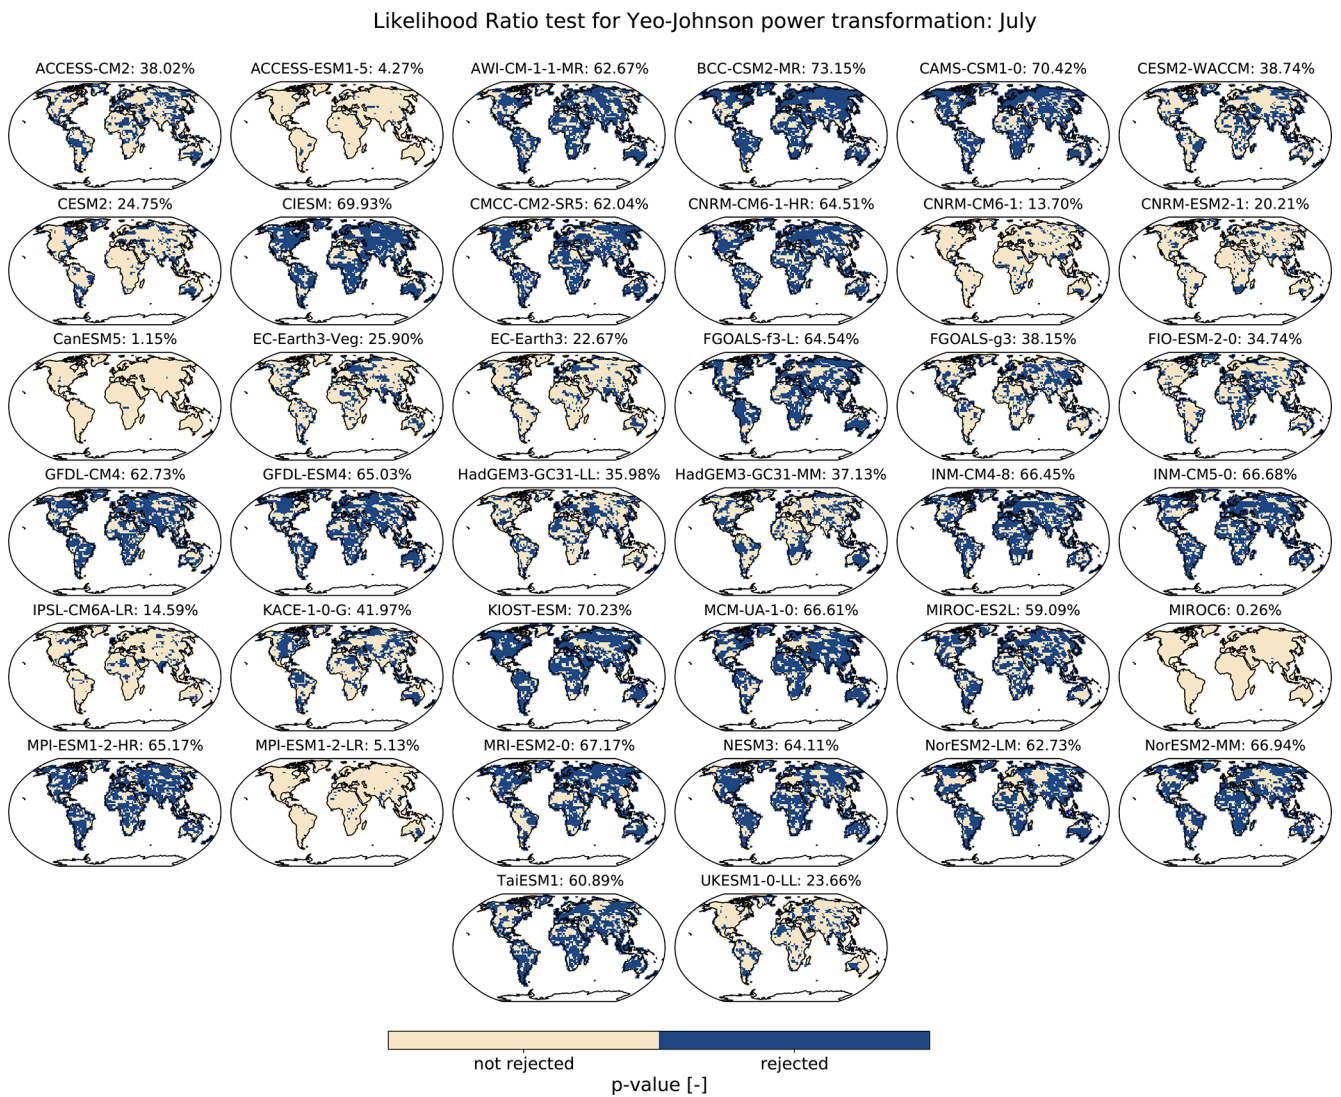 Likelihood Ratio test for Yeo-Johnson power transformation: July
ACCESS-CM2: 38.02%
ACCESS-ESM1-5: 4.27%
AWI-CM-1-1-MR: 62.67%
BCC-CSM2-MR: 73.15%
CAMS-CSM1-0: 70.42%
CESM2-WACCM: 38.74%
CESM2: 24.75%
CIESM: 69.93%
CMCC-CM2-SR5: 62.04%
CNRM-CM6-1-HR: 64.51%
CNRM-CM6-1: 13.70%
CNRM-ESM2-1: 20.21%
CanESM5: 1.15%
EC-Earth3-Veg: 25.90%
EC-Earth3: 22.67%
FGOALS-f3-L: 64.54%
FGOALS-g3: 38.15%
FIO-ESM-2-0: 34.74%
GFDL-CM4: 62.73%
GFDL-ESM4: 65.03%
HadGEM3-GC31-LL: 35.98%
HadGEM3-GC31-MM: 37.13%
INM-CM4-8: 66.45%
INM-CM5-0: 66.68%
IPSL-CM6A-LR: 14.59%
KACE-1-0-G: 41.97%
KIOST-ESM: 70.23%
MCM-UA-1-0: 66.61%
MIROC-ES2L: 59.09%
MIROC6: 0.26%
MPI-ESM1-2-HR: 65.17%
MPI-ESM1-2-LR: 5.13%
MRI-ESM2-0: 67.17%
NESM3: 64.11%
NorESM2-LM: 62.73%
NorESM2-MM: 66.94%
TaiESM1: 60.89%
UKESM1-0-LL: 23.66%
not rejected
rejected
p-value [-]